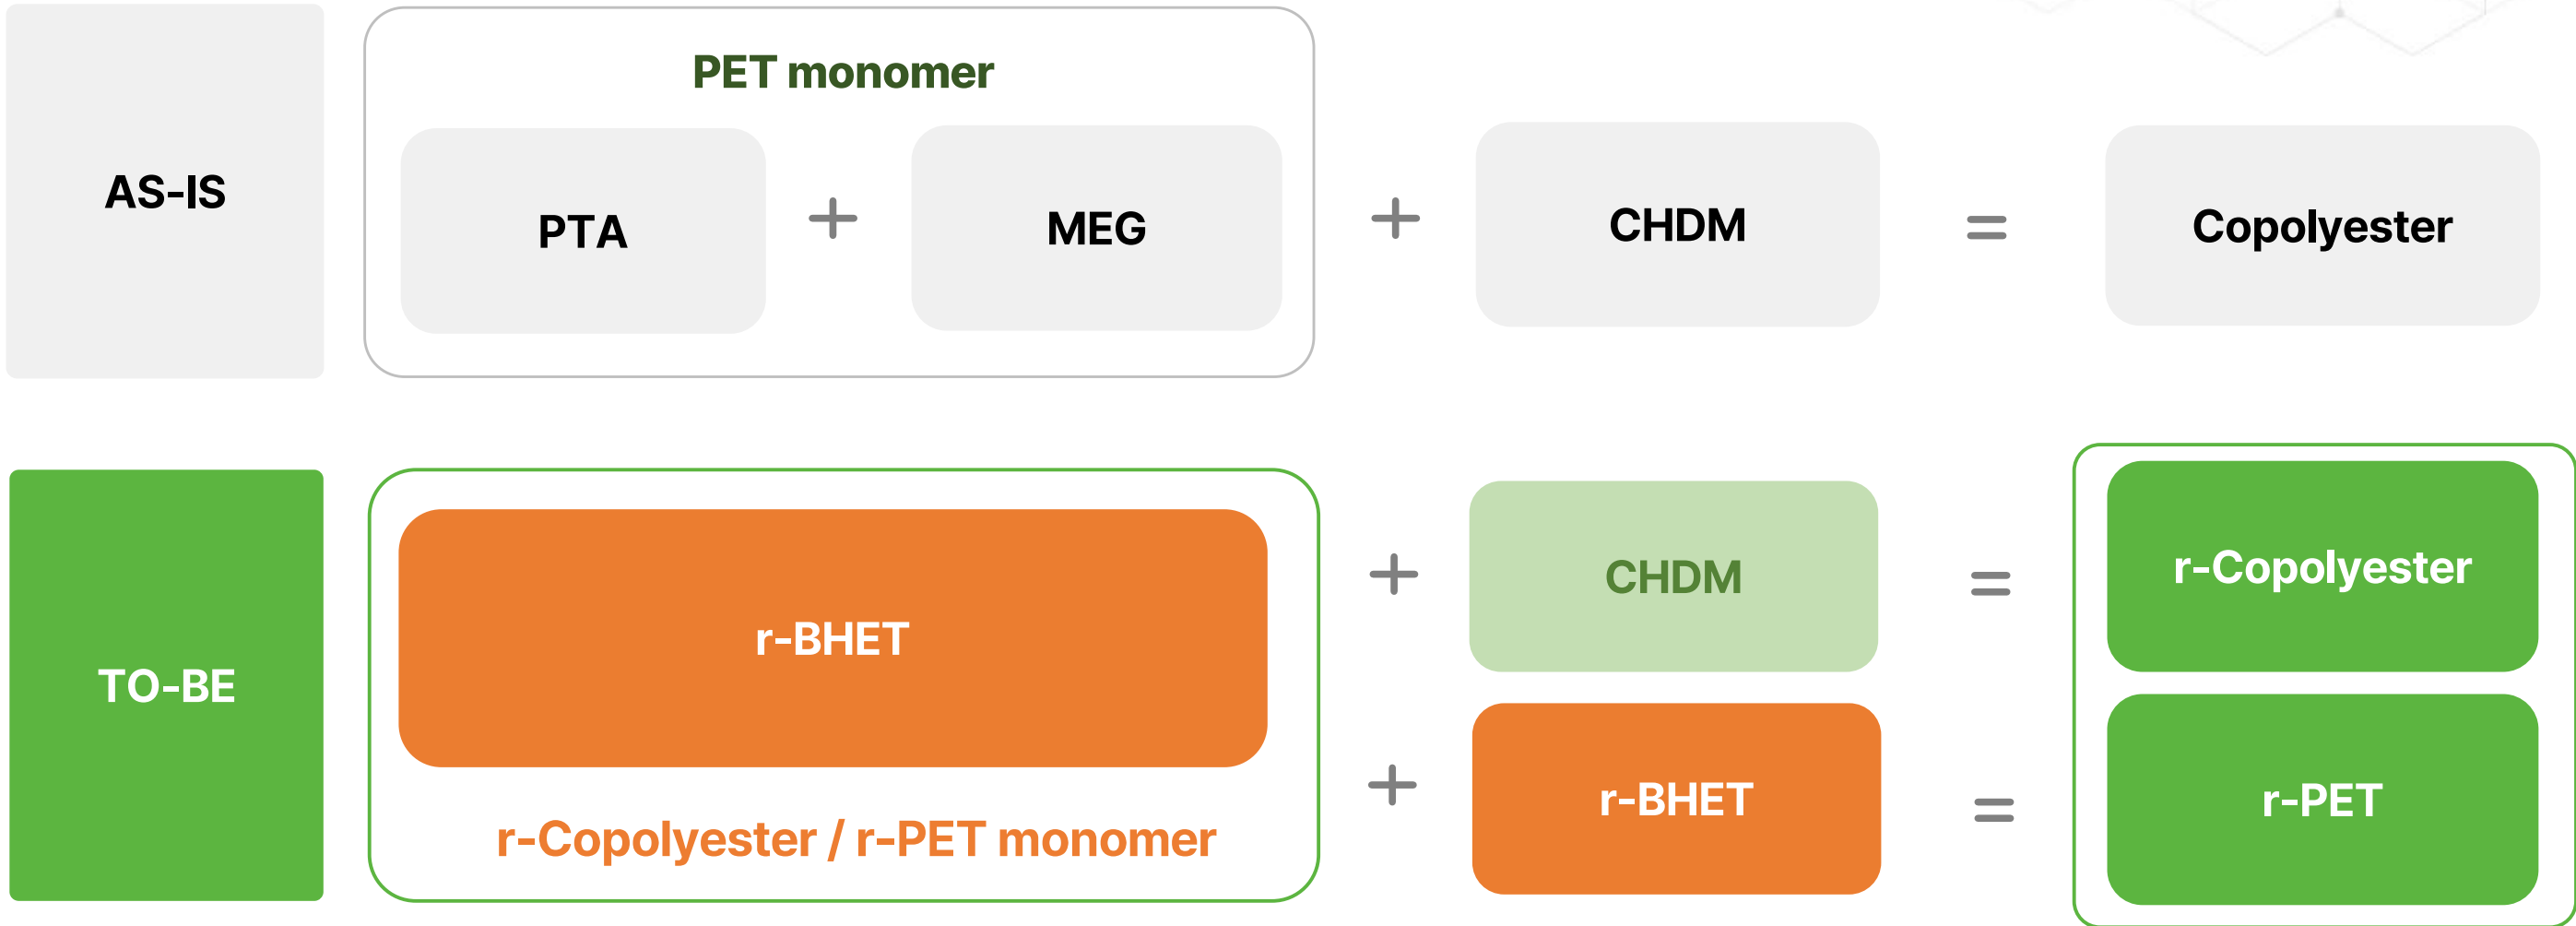 AS-IS
PET monomer
PTA + MEG + CHDM = Copolyester
TO-BE
r-BHET + CHDM = r-Copolyester
r-Copolyester / r-PET monomer
+ r-BHET = r-PET